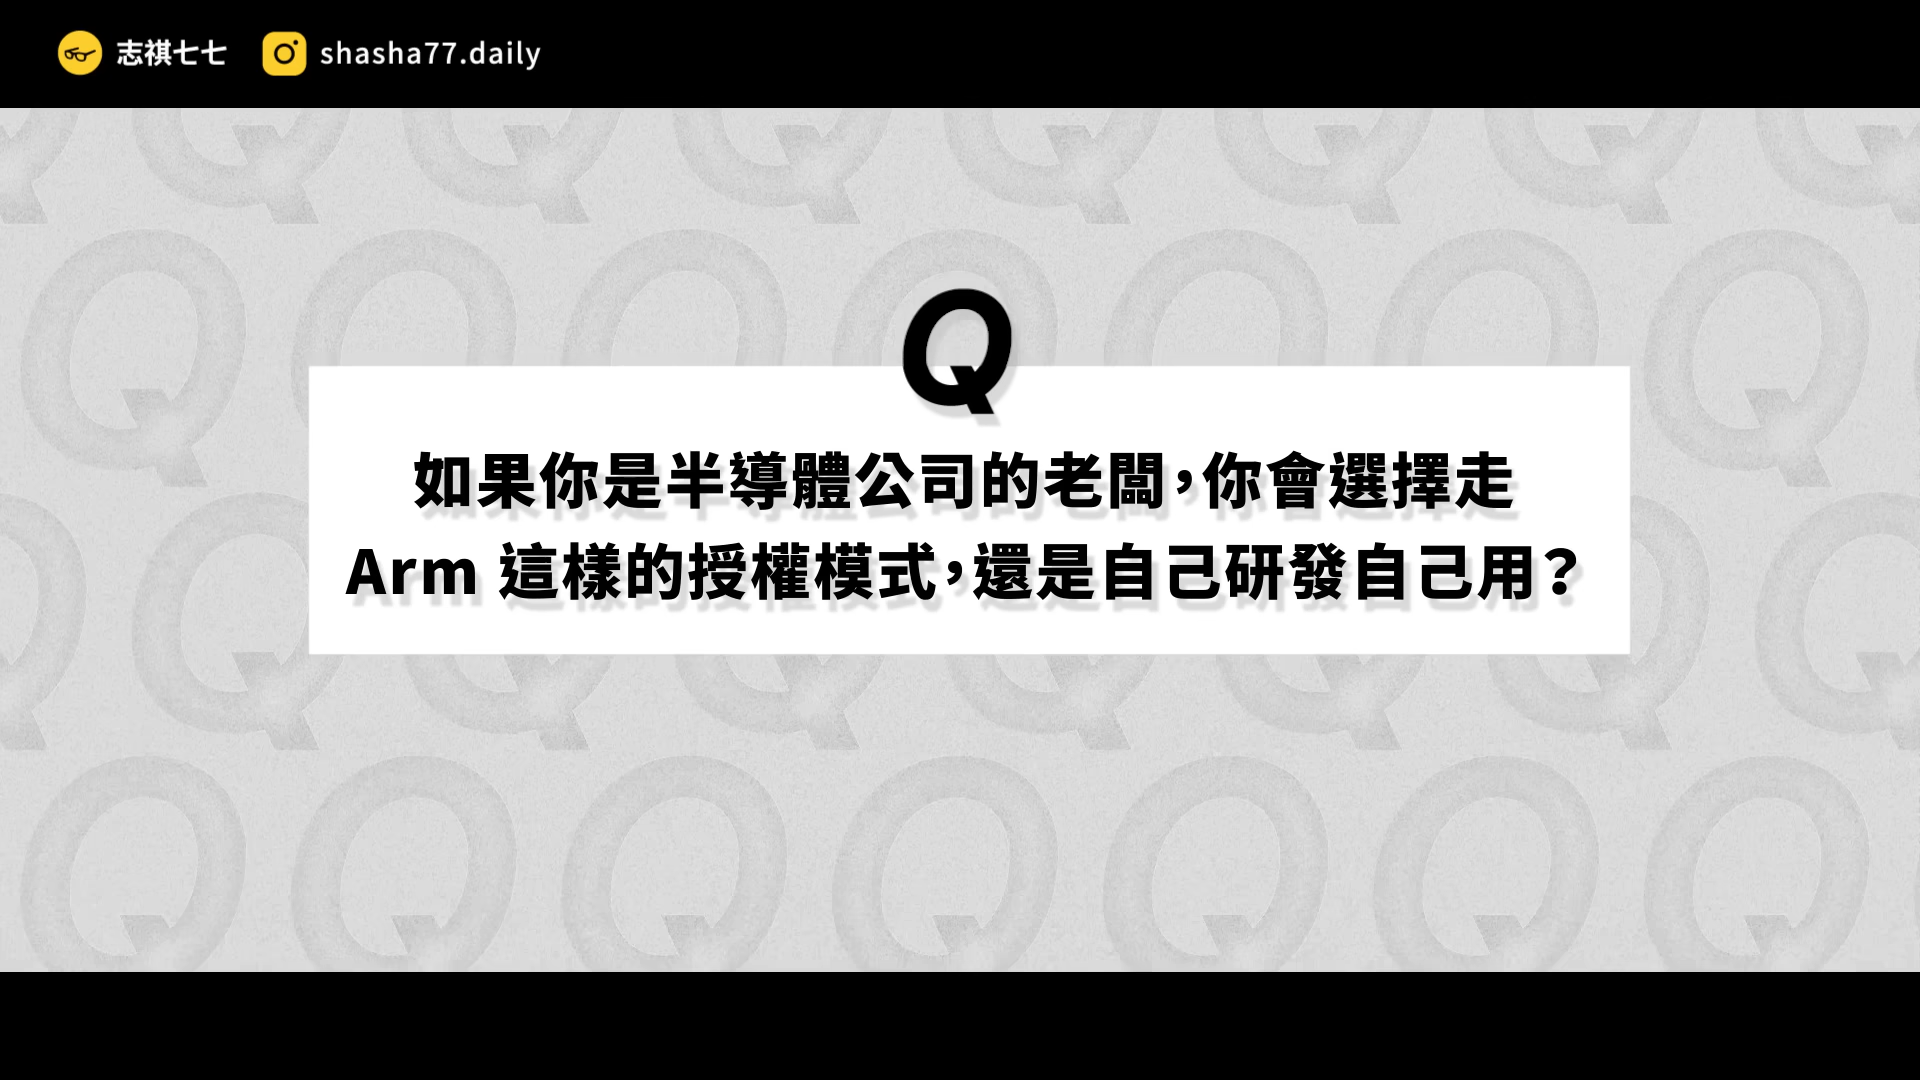 志祺七七 shasha77.daily
Q
如果你是半導體公司的老闆，你會選擇走
Arm 這樣的授權模式，還是自己研發自己用？